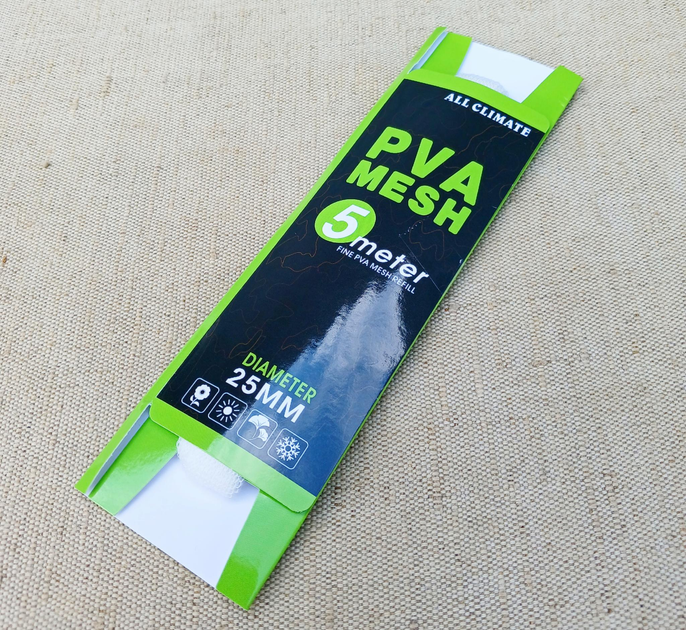 ALL CLIMATE
PVA
MESH
5 meter
FINE PVA MESH REFILL
DIAMETER
25MM